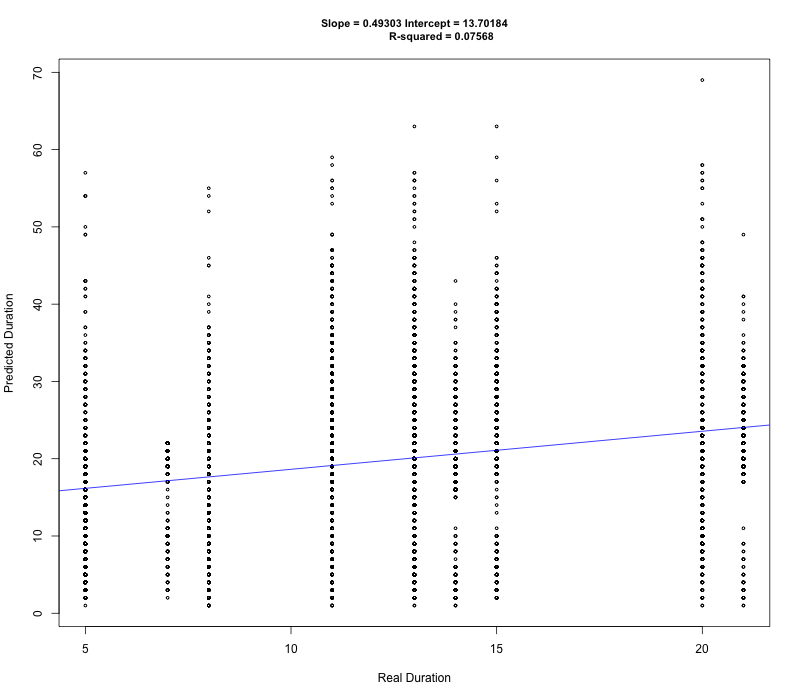 Slope = 0.49303 Intercept = 13.70184
R-squared = 0.07568
70
60
50
40
30
20
10
0
Predicted Duration
5 10 15 20
Real Duration